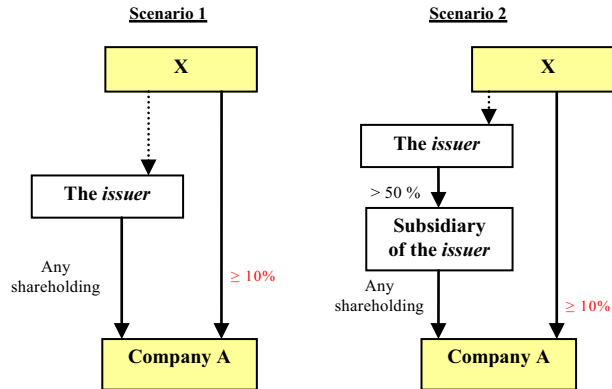 Scenario 1
X
The issuer
Any
shareholding
≥ 10%
Company A
Scenario 2
X
The issuer
> 50 %
Subsidiary
of the issuer
Any
shareholding
≥ 10%
Company A